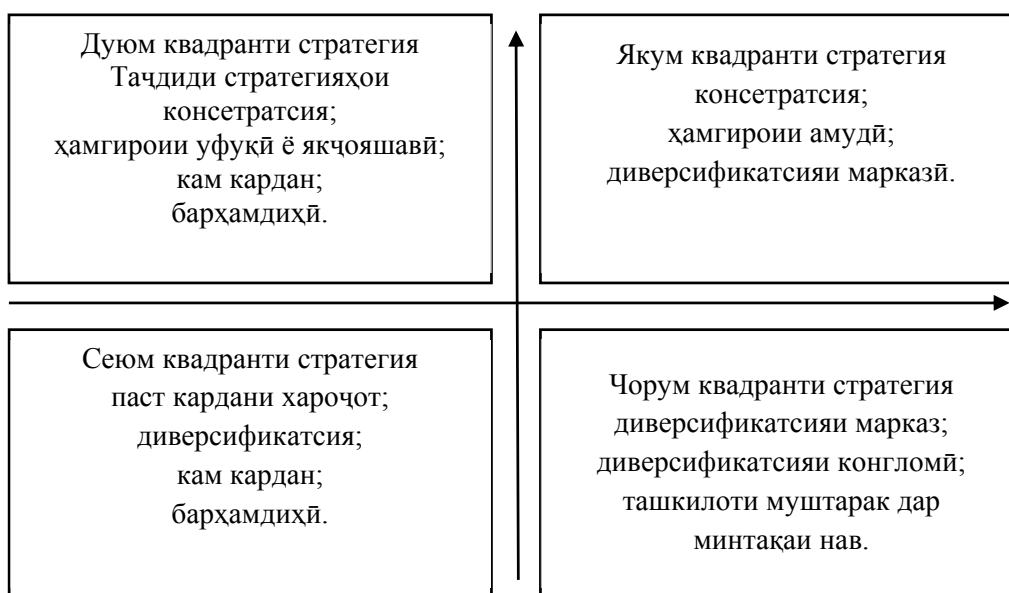 Дуюм квадранти стратегия
Таҷдиди стратегияҳои
консетратсия;
ҳамгироии уфуқӣ ё якҷояшавӣ;
кам кардан;
барҳамдиҳӣ.
Якум квадранти стратегия
консетратсия;
ҳамгироии амудӣ;
диверсификатсияи марказӣ.
Сеюм квадранти стратегия
паст кардани хароҷот;
диверсификатсия;
кам кардан;
барҳамдиҳӣ.
Чорум квадранти стратегия
диверсификатсияи марказ;
диверсификатсияи конгломӣ;
ташкилоти муштарак дар
минтақаи нав.